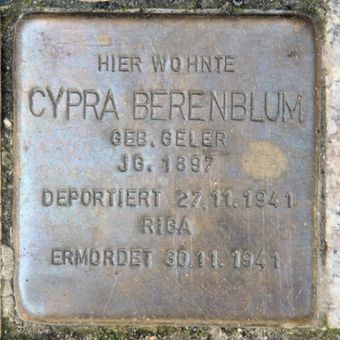 HIER WOHNTE
CYPRA BERENBLUM
GEB. GELER
JG. 1897
DEPORTIERT 27.11.1941
RIGA
ERMORDET 30.11.1941